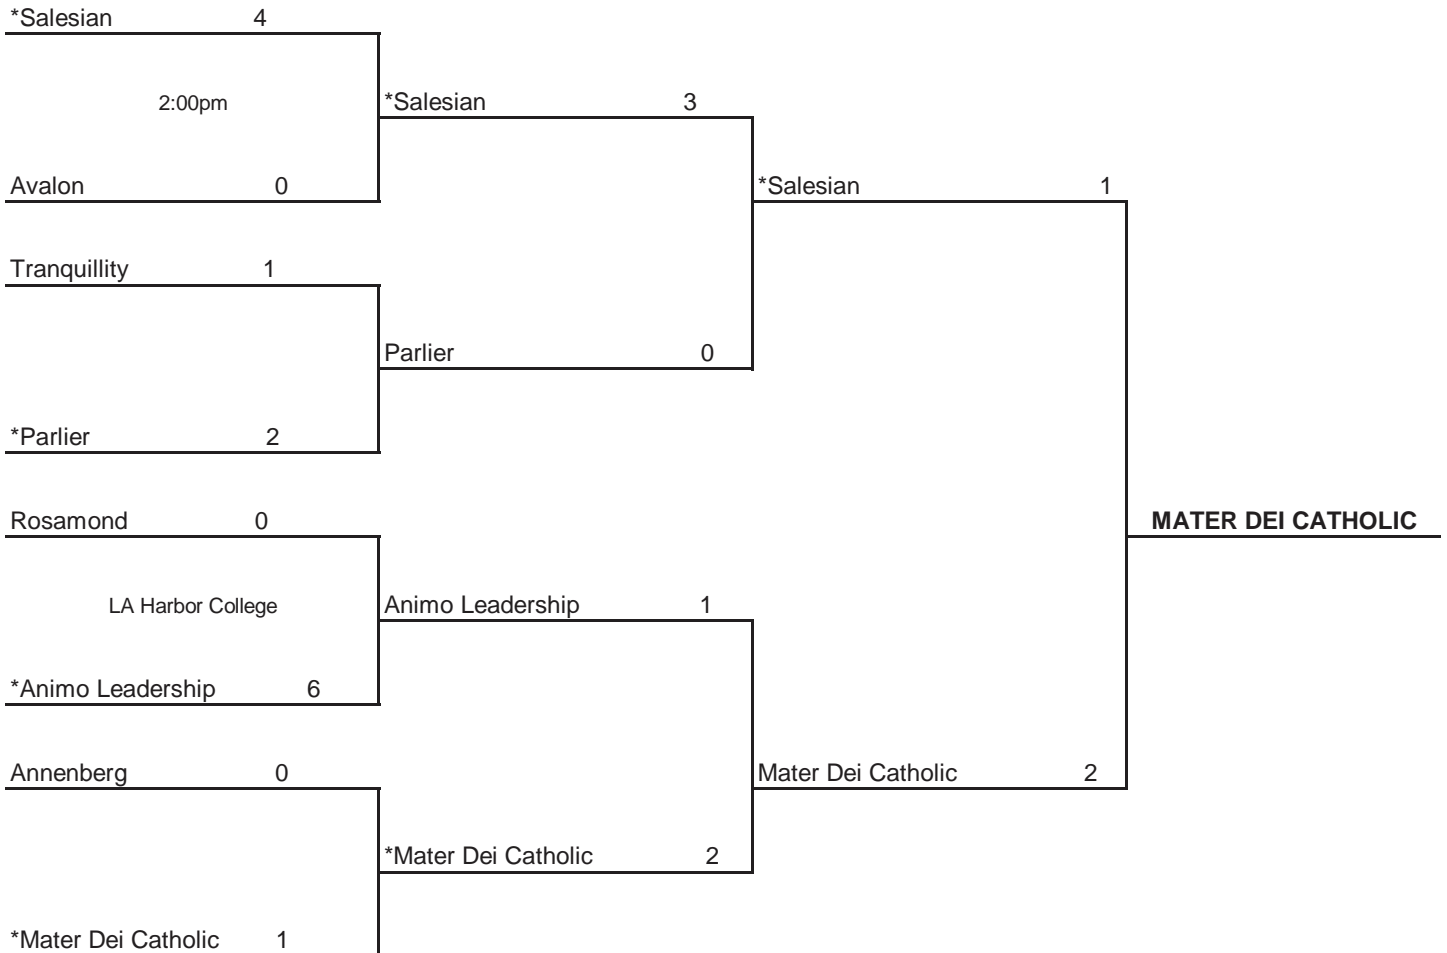 *Salesian 4
2:00pm
*Salesian 3
Avalon 0
*Salesian 1
Tranquillity 1
Parlier 0
*Parlier 2
Rosamond 0
MATER DEI CATHOLIC
LA Harbor College
Animo Leadership 1
*Animo Leadership 6
Annenberg 0
Mater Dei Catholic 2
*Mater Dei Catholic 2
*Mater Dei Catholic 1